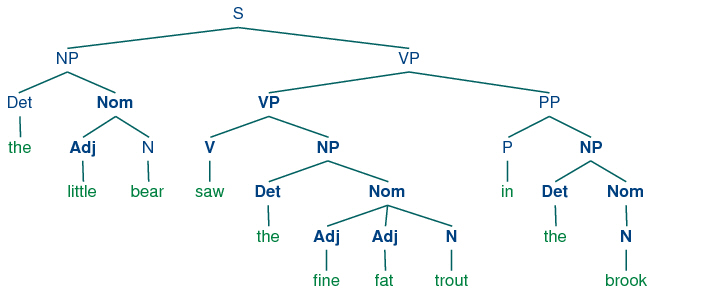 S
NP VP
Det Nom VP PP
the Adj N V NP P NP
little bear saw Det Nom in Det Nom
the Adj Adj N the N
fine fat trout brook